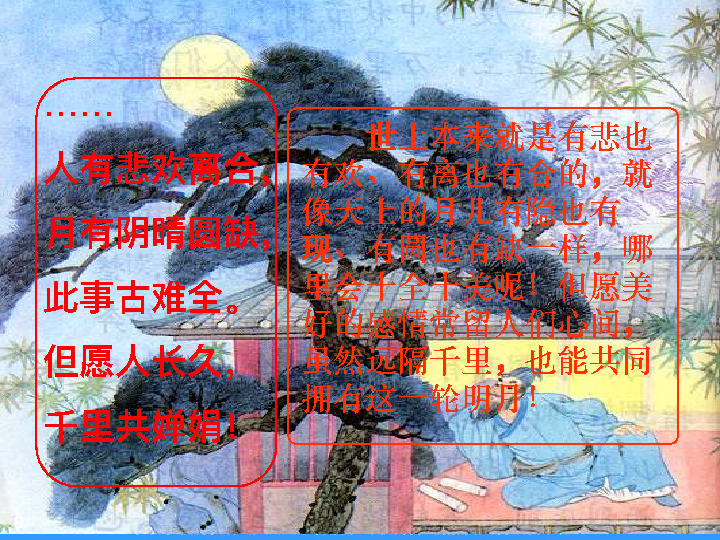 ……
人有悲欢离合，
月有阴晴圆缺，
此事古难全。
但愿人长久，
千里共婵娟！
世上本来就是有悲也
有欢、有离也有合的，就
像天上的月儿有隐也有
现、有圆也有缺一样，哪
里会十全十美呢！但愿美
好的感情常留人们心间，
虽然远隔千里，也能共同
拥有这一轮明月！